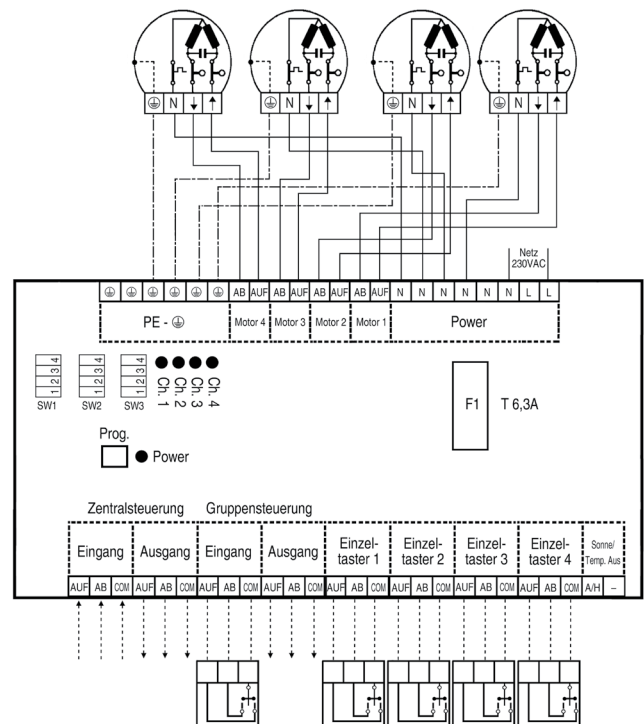 N ↓ ↑ N ↓ ↑ N ↓ ↑ N ↓ ↑
Netz
230VAC
AB AUF AB AUF AB AUF AB AUF N N N N N N L L
PE - Motor 4 Motor 3 Motor 2 Motor 1 Power
1 2 3 4 1 2 3 4 1 2 3 4
SW1 SW2 SW3
Ch. 1
Ch. 2
Ch. 3
Ch. 4
F1 T 6,3A
Prog.
Power
Zentralsteuerung Gruppensteuerung
Eingang Ausgang Eingang Ausgang
Einzel-
taster 1
Einzel-
taster 2
Einzel-
taster 3
Einzel-
taster 4
Sonne/
Temp. Aus
AUF AB COM AUF AB COM AUF AB COM AUF AB COM AUF AB COM AUF AB COM AUF AB COM AUF AB COM A/H –